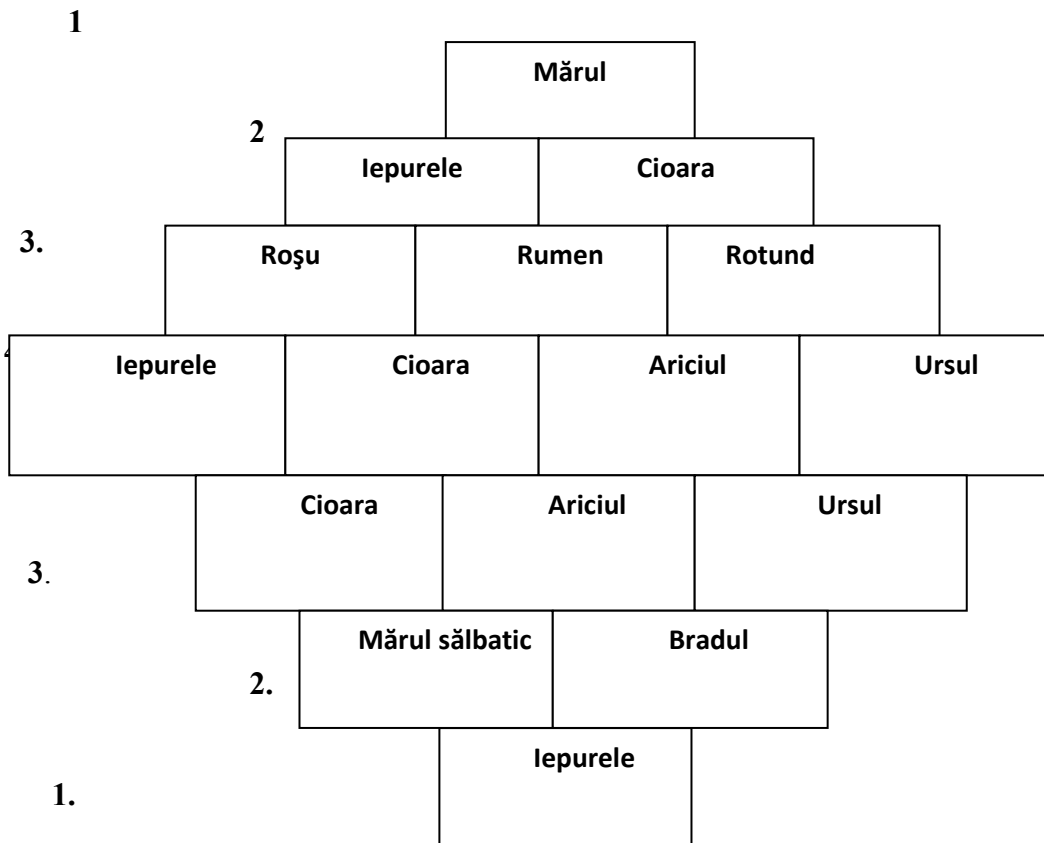 1
Mărul
2
Iepurele Cioara
3.
Roşu Rumen Rotund
Iepurele Cioara Ariciul Ursul
Cioara Ariciul Ursul
3.
Mărul sălbatic Bradul
2.
Iepurele
1.